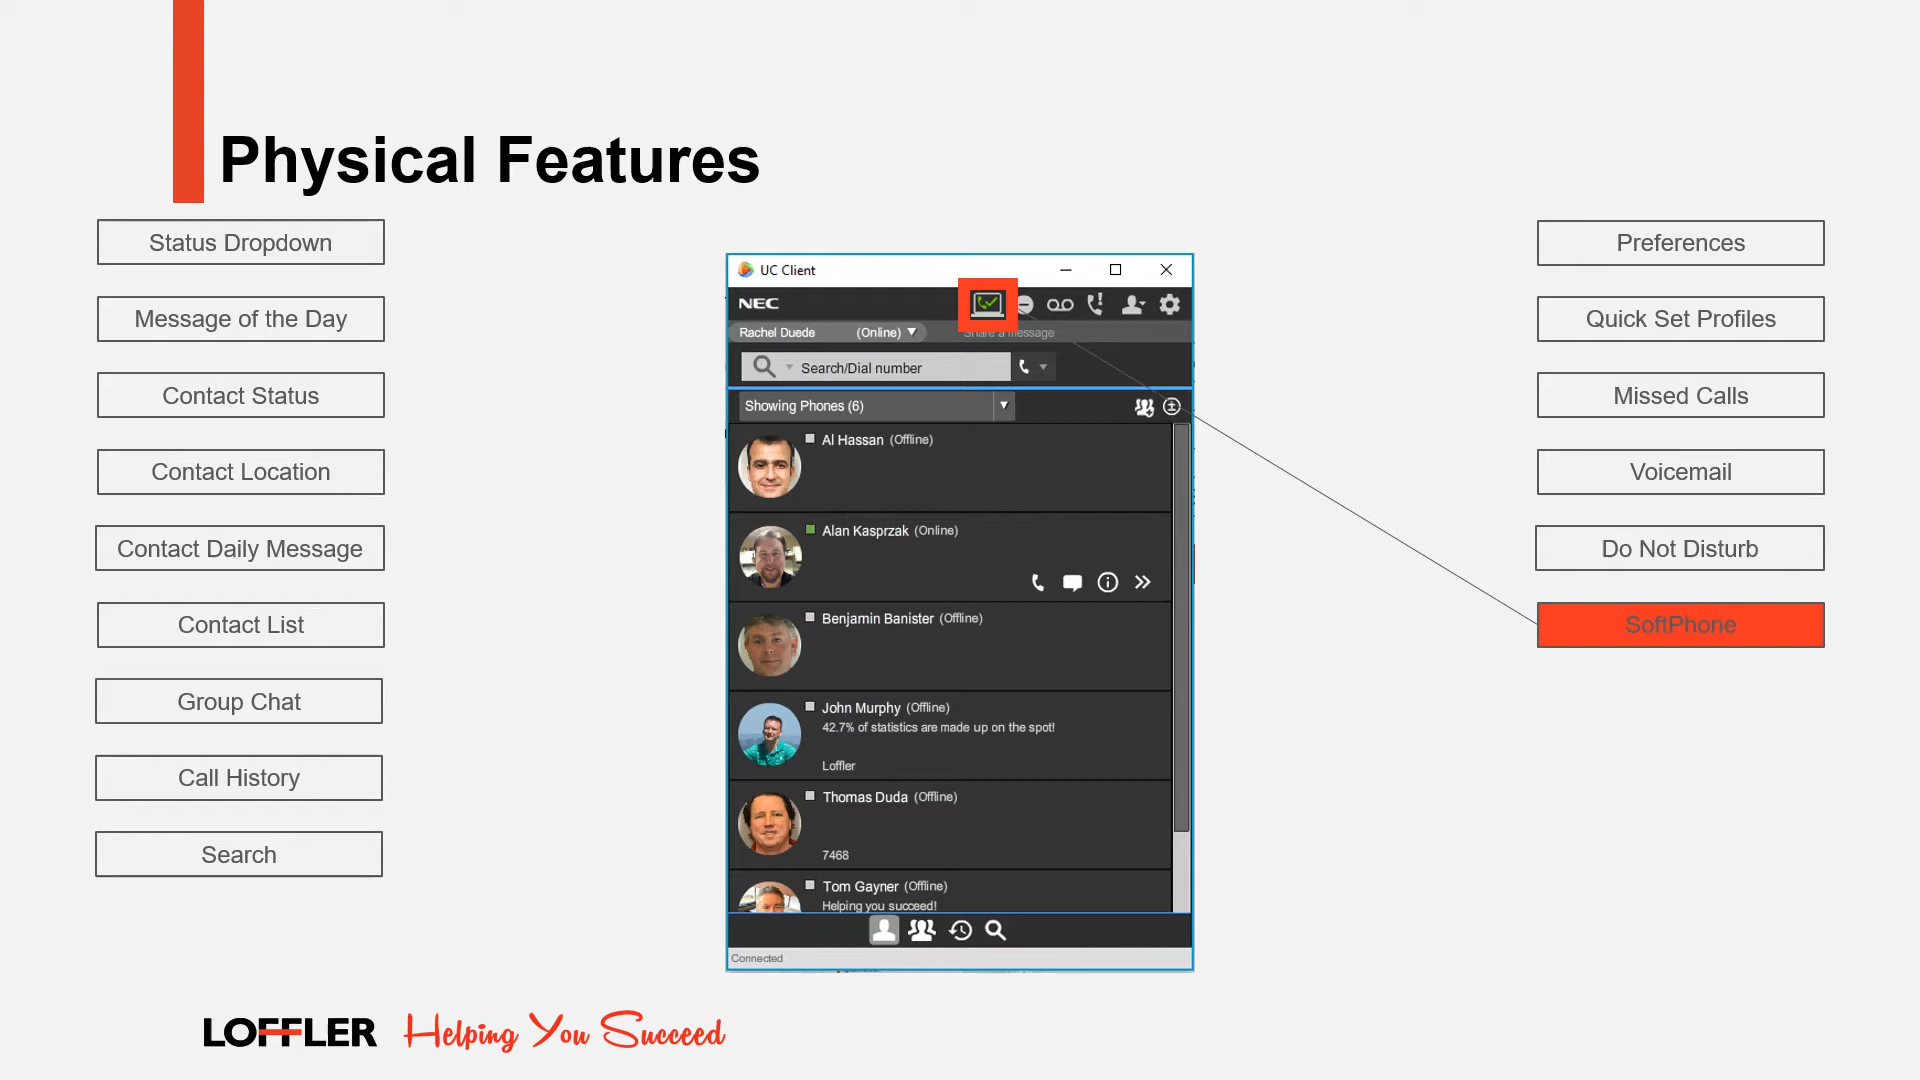 Physical Features
Status Dropdown
Message of the Day
Contact Status
Contact Location
Contact Daily Message
Contact List
Group Chat
Call History
Search
UC Client
NEC
Rachel Duede (Online)
Share a message
Search/Dial number
Showing Phones (6)
Al Hassan (Offline)
Alan Kasprzak (Online)
Benjamin Banister (Offline)
John Murphy (Offline)
42.7% of statistics are made up on the spot!
Loffler
Thomas Duda (Offline)
7468
Tom Gayner (Offline)
Helping you succeed!
Connected
Preferences
Quick Set Profiles
Missed Calls
Voicemail
Do Not Disturb
SoftPhone
LOFFLER Helping You Succeed